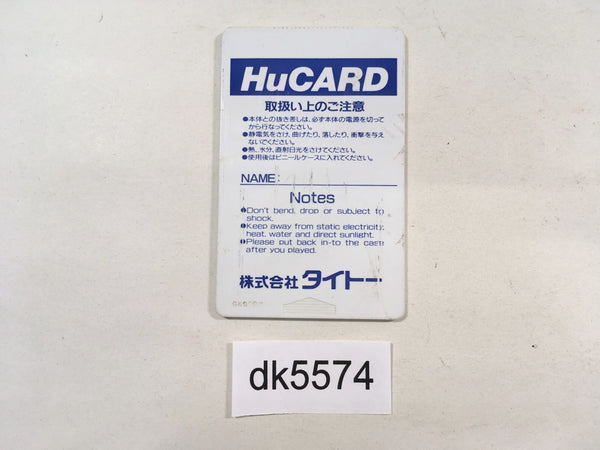 HuCARD
取扱い上のご注意
●本体との抜き差しは、必ず本体の電源を切って
から行なってください。
●静電気をさけ、曲げたり、落したり、衝撃を与え
ないでください。
●熱、水分、直射日光をさけてください。
●使用後はビニールケースに入れてください。
NAME:
Notes
●Don't bend, drop or subject to
shock.
●Keep away from static electricity,
heat, water and direct sunlight.
●Please put back in-to the case
after you played.
株式会社タイトー
dk5574